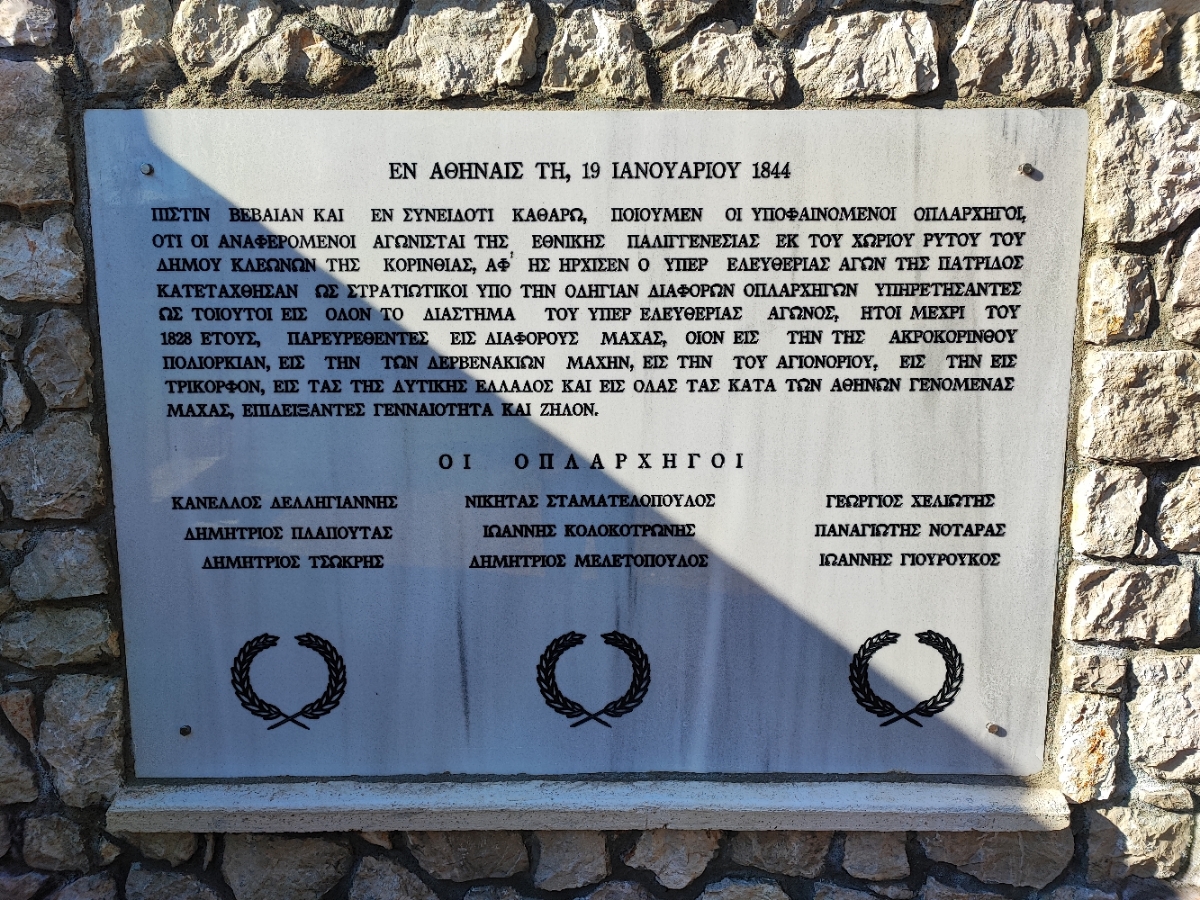 ΕΝ ΑΘΗΝΑΙΣ ΤΗ, 19 ΙΑΝΟΥΑΡΙΟΥ 1844
ΠΙΣΤΙΝ ΒΕΒΑΙΑΝ ΚΑΙ ΕΝ ΣΥΝΕΙΔΟΤΙ ΚΑΘΑΡΩ, ΠΟΙΟΥΜΕΝ ΟΙ ΥΠΟΦΑΙΝΟΜΕΝΟΙ ΟΠΛΑΡΧΗΓΟΙ,
ΟΤΙ ΟΙ ΑΝΑΦΕΡΟΜΕΝΟΙ ΑΓΩΝΙΣΤΑΙ ΤΗΣ ΕΘΝΙΚΗΣ ΠΑΛΙΓΓΕΝΕΣΙΑΣ ΕΚ ΤΟΥ ΧΩΡΙΟΥ ΡΥΤΟΥ ΤΟΥ
ΔΗΜΟΥ ΚΛΕΩΝΩΝ ΤΗΣ ΚΟΡΙΝΘΙΑΣ, ΑΦ' ΗΣ ΗΡΧΙΣΕΝ Ο ΥΠΕΡ ΕΛΕΥΘΕΡΙΑΣ ΑΓΩΝ ΤΗΣ ΠΑΤΡΙΔΟΣ
ΚΑΤΕΤΑΧΘΗΣΑΝ ΩΣ ΣΤΡΑΤΙΩΤΙΚΟΙ ΥΠΟ ΤΗΝ ΟΔΗΓΙΑΝ ΔΙΑΦΟΡΩΝ ΟΠΛΑΡΧΗΓΩΝ ΥΠΗΡΕΤΗΣΑΝΤΕΣ
ΩΣ ΤΟΙΟΥΤΟΙ ΕΙΣ ΟΛΟΝ ΤΟ ΔΙΑΣΤΗΜΑ ΤΟΥ ΥΠΕΡ ΕΛΕΥΘΕΡΙΑΣ ΑΓΩΝΟΣ, ΗΤΟΙ ΜΕΧΡΙ ΤΟΥ
1828 ΕΤΟΥΣ, ΠΑΡΕΥΡΕΘΕΝΤΕΣ ΕΙΣ ΔΙΑΦΟΡΟΥΣ ΜΑΧΑΣ, ΟΙΟΝ ΕΙΣ ΤΗΝ ΤΗΣ ΑΚΡΟΚΟΡΙΝΘΟΥ
ΠΟΛΙΟΡΚΙΑΝ, ΕΙΣ ΤΗΝ ΤΩΝ ΔΕΡΒΕΝΑΚΙΩΝ ΜΑΧΗΝ, ΕΙΣ ΤΗΝ ΤΟΥ ΑΓΙΟΝΟΡΙΟΥ, ΕΙΣ ΤΗΝ ΕΙΣ
ΤΡΙΚΟΡΦΟΝ, ΕΙΣ ΤΑΣ ΤΗΣ ΔΥΤΙΚΗΣ ΕΛΛΑΔΟΣ ΚΑΙ ΕΙΣ ΟΛΑΣ ΤΑΣ ΚΑΤΑ ΤΩΝ ΑΘΗΝΩΝ ΓΕΝΟΜΕΝΑΣ
ΜΑΧΑΣ, ΕΠΙΔΕΙΞΑΝΤΕΣ ΓΕΝΝΑΙΟΤΗΤΑ ΚΑΙ ΖΗΛΟΝ.
ΟΙ ΟΠΛΑΡΧΗΓΟΙ
ΚΑΝΕΛΛΟΣ ΔΕΛΛΗΓΙΑΝΝΗΣ ΝΙΚΗΤΑΣ ΣΤΑΜΑΤΕΛΟΠΟΥΛΟΣ ΓΕΩΡΓΙΟΣ ΧΕΛΙΩΤΗΣ
ΔΗΜΗΤΡΙΟΣ ΠΛΑΠΟΥΤΑΣ ΙΩΑΝΝΗΣ ΚΟΛΟΚΟΤΡΩΝΗΣ ΠΑΝΑΓΙΩΤΗΣ ΝΟΤΑΡΑΣ
ΔΗΜΗΤΡΙΟΣ ΤΣΩΚΡΗΣ ΔΗΜΗΤΡΙΟΣ ΜΕΛΕΤΟΠΟΥΛΟΣ ΙΩΑΝΝΗΣ ΓΙΟΥΡΟΥΚΟΣ